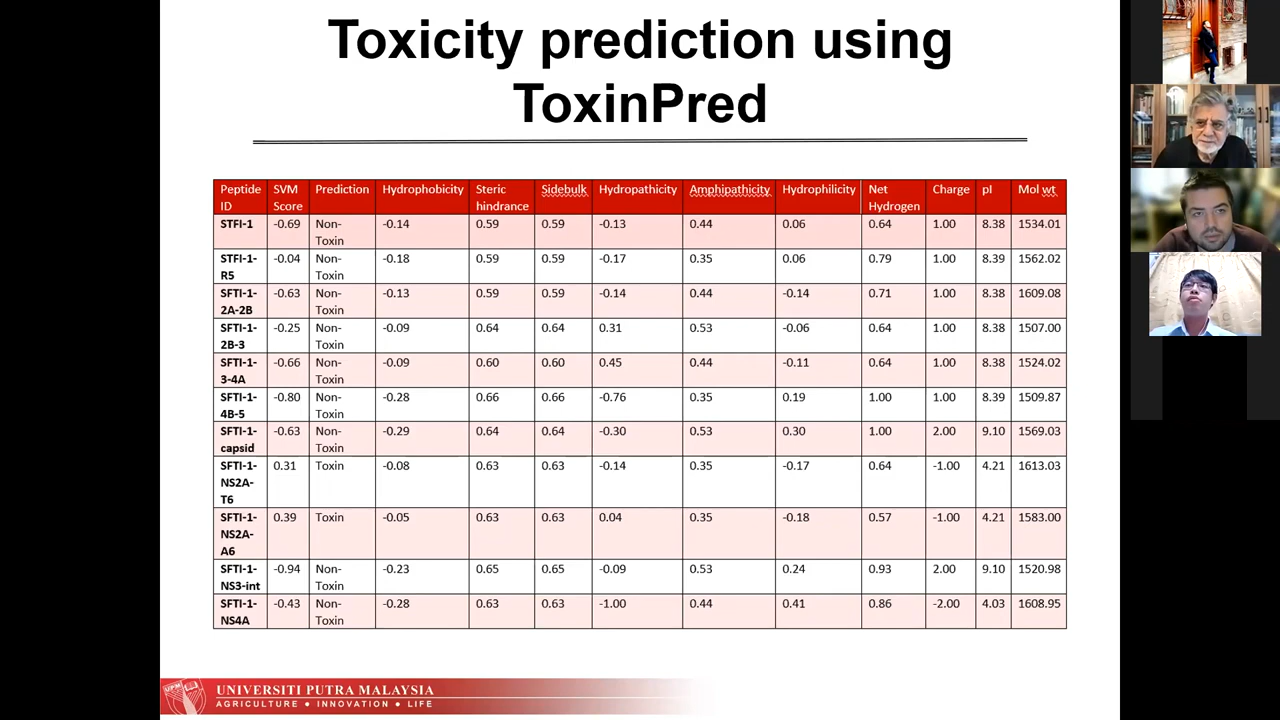 Toxicity prediction using
ToxinPred
Peptide ID SVM Score Prediction Hydrophobicity Steric hindrance Sidebulk Hydropathicity Amphipathicity Hydrophilicity Net Hydrogen Charge pI Mol wt
STFI-1 -0.69 Non-Toxin -0.14 0.59 0.59 -0.13 0.44 0.06 0.64 1.00 8.38 1534.01
STFI-1-R5 -0.04 Non-Toxin -0.18 0.59 0.59 -0.17 0.35 0.06 0.79 1.00 8.39 1562.02
SFTI-1-2A-2B -0.63 Non-Toxin -0.13 0.59 0.59 -0.14 0.44 -0.14 0.71 1.00 8.38 1609.08
SFTI-1-2B-3 -0.25 Non-Toxin -0.09 0.64 0.64 0.31 0.53 -0.06 0.64 1.00 8.38 1507.00
SFTI-1-3-4A -0.66 Non-Toxin -0.09 0.60 0.60 0.45 0.44 -0.11 0.64 1.00 8.38 1524.02
SFTI-1-4B-5 -0.80 Non-Toxin -0.28 0.66 0.66 -0.76 0.35 0.19 1.00 1.00 8.39 1509.87
SFTI-1-capsid -0.63 Non-Toxin -0.29 0.64 0.64 -0.30 0.53 0.30 1.00 2.00 9.10 1569.03
SFTI-1-NS2A-T6 0.31 Toxin -0.08 0.63 0.63 -0.14 0.35 -0.17 0.64 -1.00 4.21 1613.03
SFTI-1-NS2A-A6 0.39 Toxin -0.05 0.63 0.63 0.04 0.35 -0.18 0.57 -1.00 4.21 1583.00
SFTI-1-NS3-int -0.94 Non-Toxin -0.23 0.65 0.65 -0.09 0.53 0.24 0.93 2.00 9.10 1520.98
SFTI-1-NS4A -0.43 Non-Toxin -0.28 0.63 0.63 -1.00 0.44 0.41 0.86 -2.00 4.03 1608.95
UPM
UNIVERSITI PUTRA MALAYSIA
AGRICULTURE • INNOVATION • LIFE